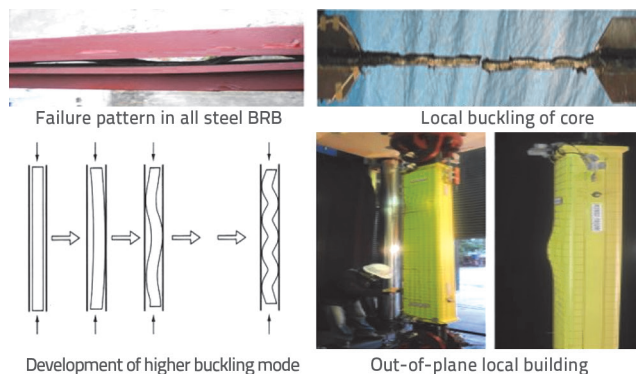 Failure pattern in all steel BRB
Local buckling of core
Development of higher buckling mode
Out-of-plane local building